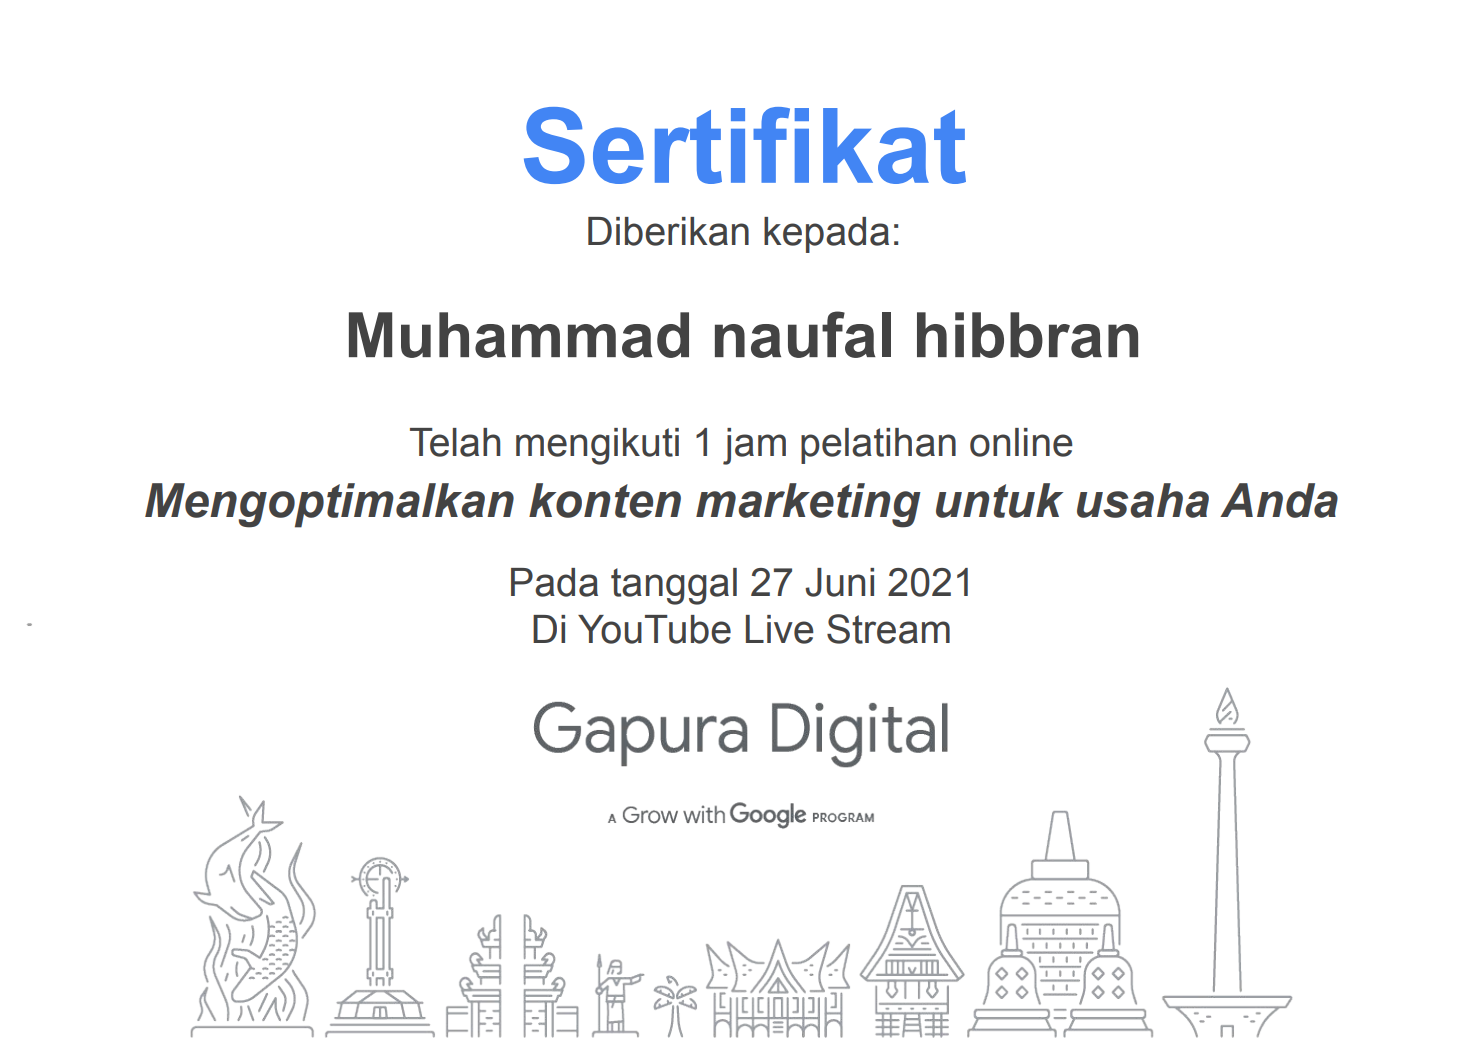 Sertifikat
Diberikan kepada:
Muhammad naufal hibbran
Telah mengikuti 1 jam pelatihan online
Mengoptimalkan konten marketing untuk usaha Anda
Pada tanggal 27 Juni 2021
Di YouTube Live Stream
Gapura Digital
A Grow with Google PROGRAM